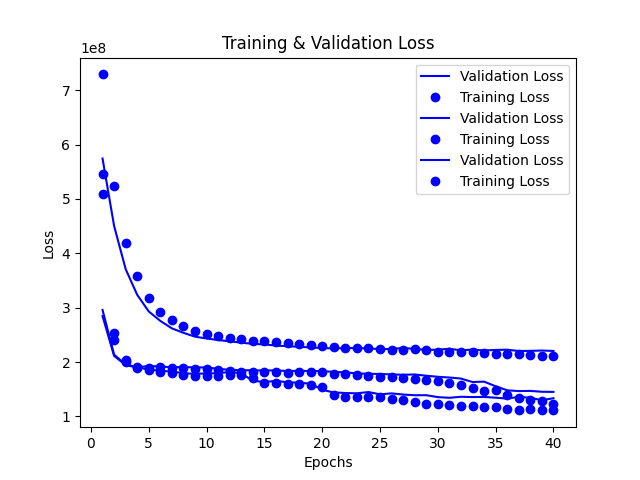 Training & Validation Loss
1e8
Validation Loss
Training Loss
Validation Loss
Training Loss
Validation Loss
Training Loss
7
6
5
4
3
2
1
Loss
0 5 10 15 20 25 30 35 40
Epochs